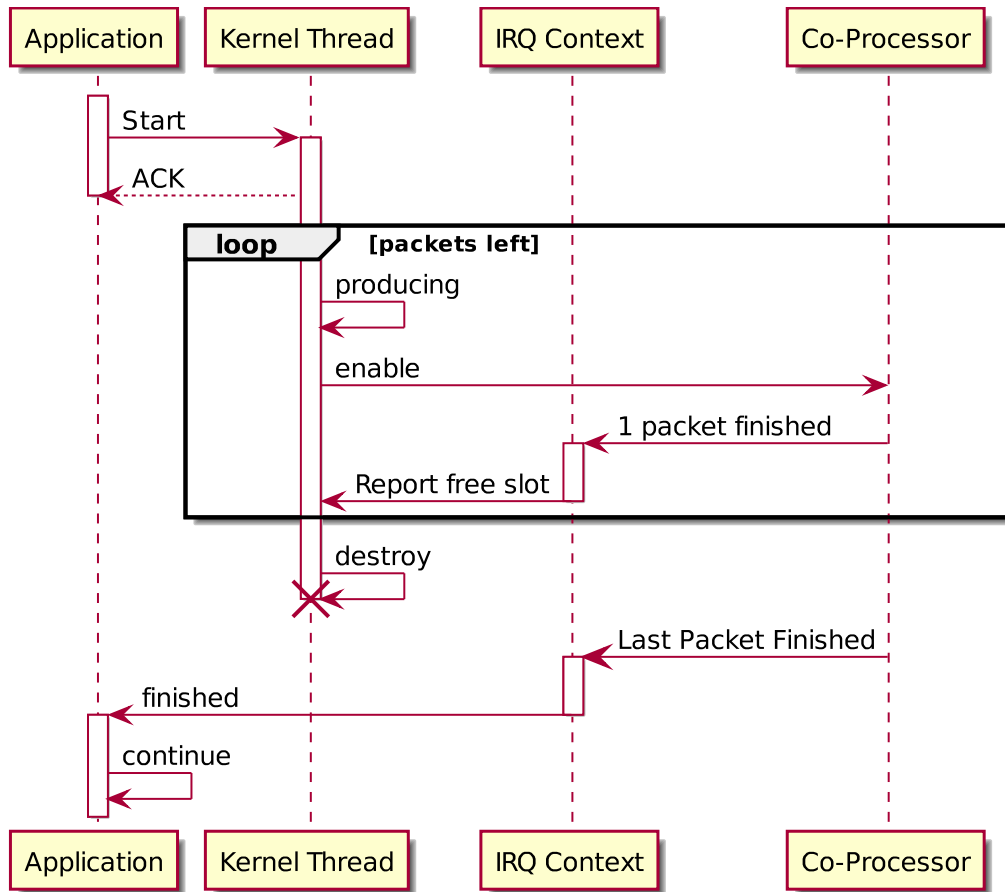 Application
Kernel Thread
IRQ Context
Co-Processor
Start
ACK
loop
[packets left]
producing
enable
1 packet finished
Report free slot
destroy
Last Packet Finished
finished
continue
Application
Kernel Thread
IRQ Context
Co-Processor